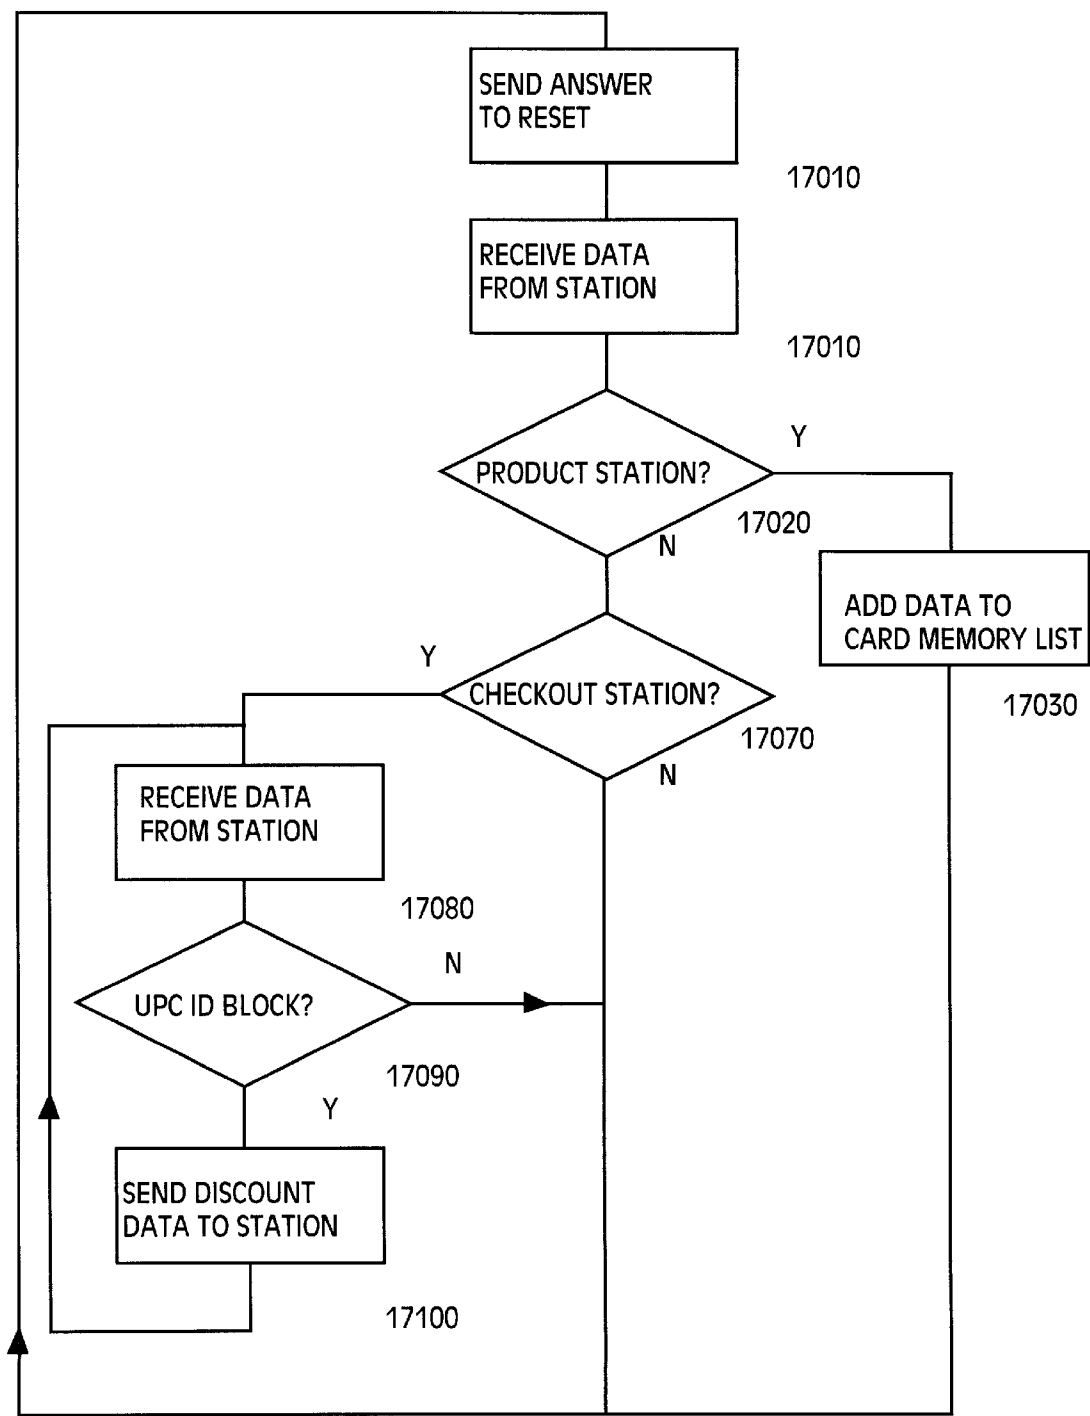 SEND ANSWER
TO RESET
17010
RECEIVE DATA
FROM STATION
17010
PRODUCT STATION?
Y
17020
N
ADD DATA TO
CARD MEMORY LIST
17030
CHECKOUT STATION?
Y
17070
N
RECEIVE DATA
FROM STATION
17080
UPC ID BLOCK?
N
17090
Y
SEND DISCOUNT
DATA TO STATION
17100